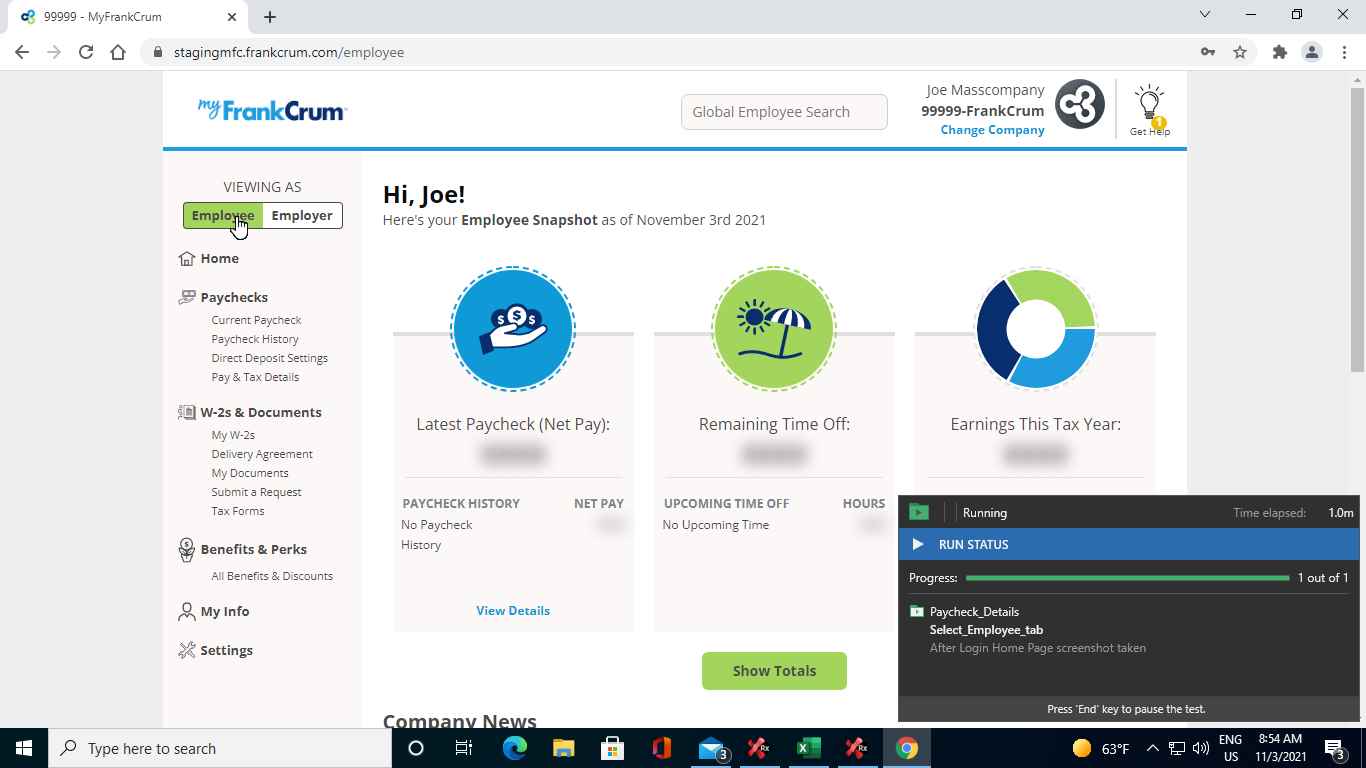 99999 - MyFrankCrum
stagingmfc.frankcrum.com/employee
myFrankCrum
Global Employee Search
Joe Masscompany
99999-FrankCrum
Change Company
1
Get Help
VIEWING AS
Employee Employer
Home
Paychecks
Current Paycheck
Paycheck History
Direct Deposit Settings
Pay & Tax Details
W-2s & Documents
My W-2s
Delivery Agreement
My Documents
Submit a Request
Tax Forms
Benefits & Perks
All Benefits & Discounts
My Info
Settings
Hi, Joe!
Here's your Employee Snapshot as of November 3rd 2021
Latest Paycheck (Net Pay):
PAYCHECK HISTORY NET PAY
No Paycheck
History
View Details
Remaining Time Off:
UPCOMING TIME OFF HOURS
No Upcoming Time
Earnings This Tax Year:
Show Totals
Company News
Running Time elapsed: 1.0m
RUN STATUS
Progress: 1 out of 1
Paycheck_Details
Select_Employee_tab
After Login Home Page screenshot taken
Press 'End' key to pause the test.
Type here to search
3
Rx
Rx
63°F
ENG
US
8:54 AM
11/3/2021
3